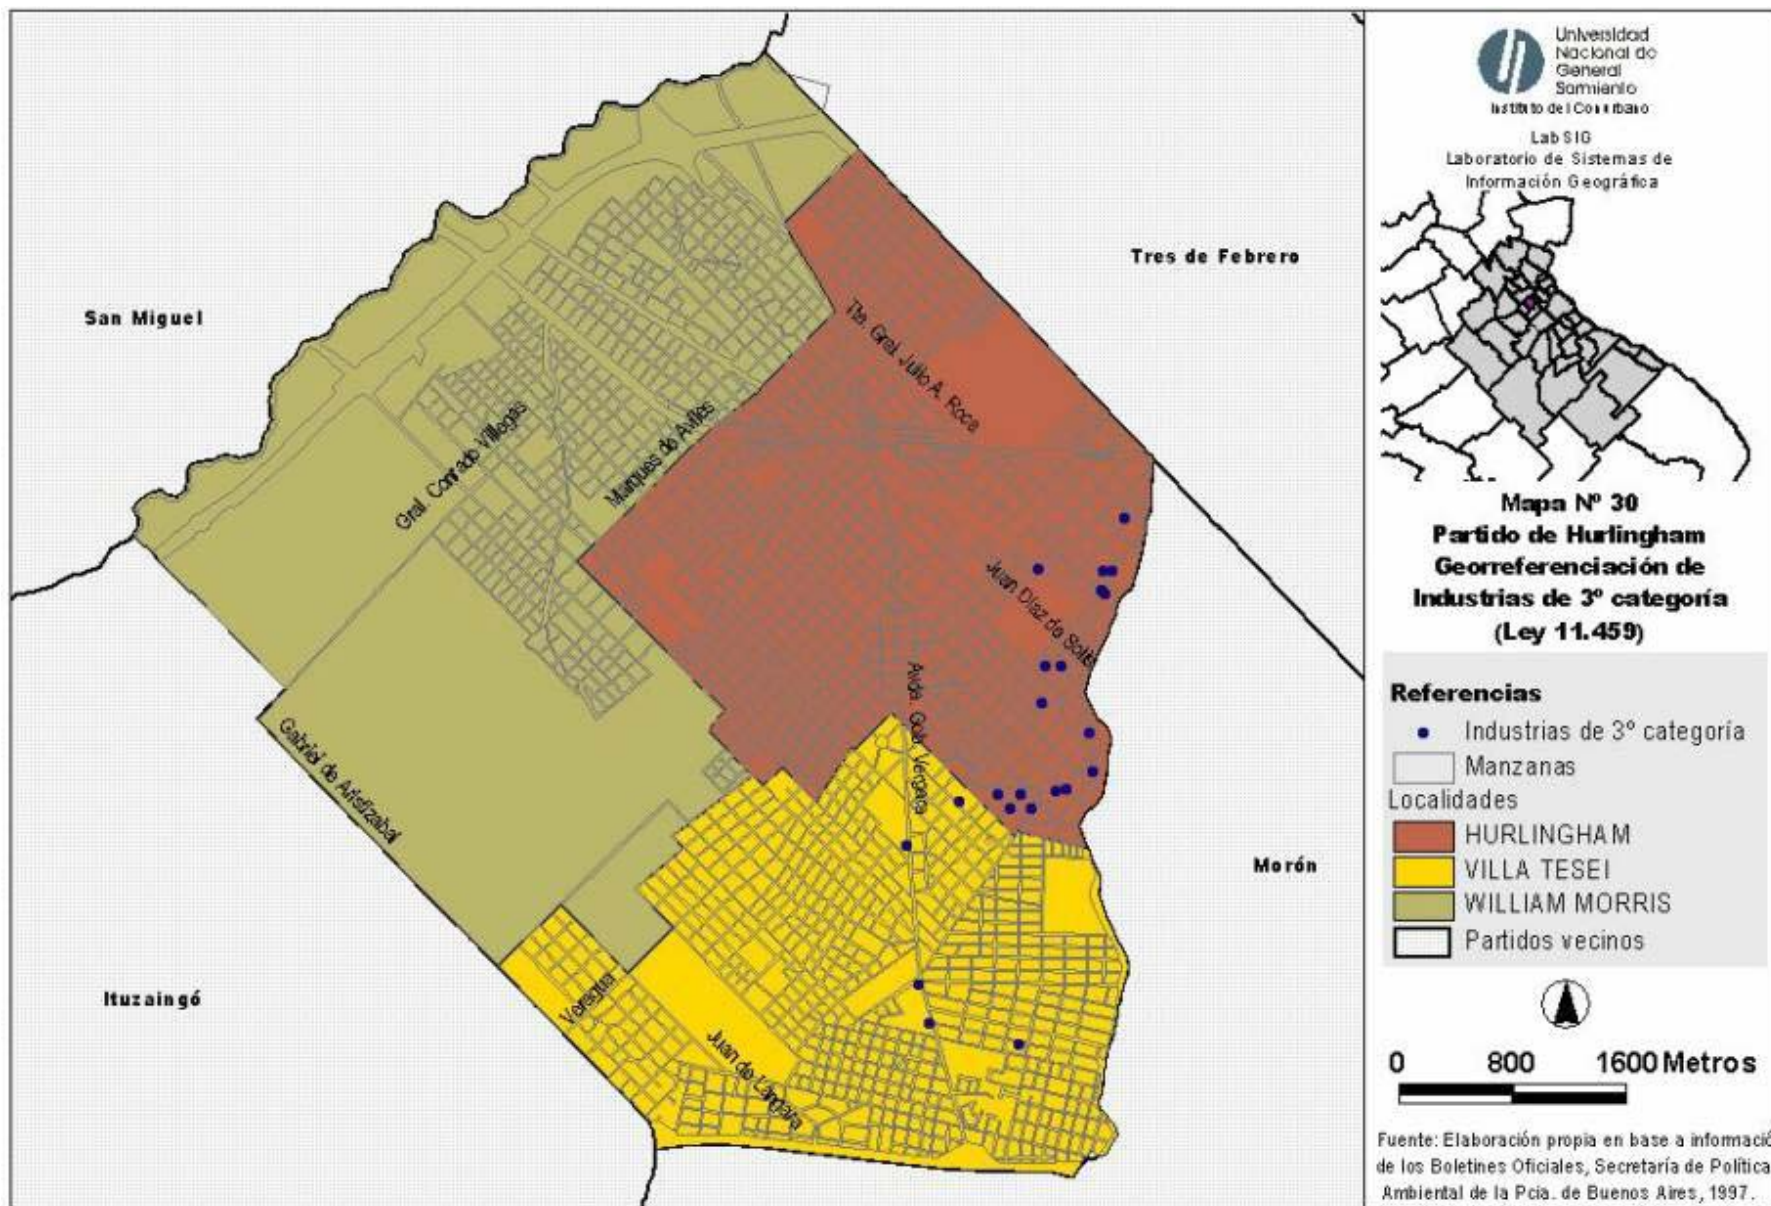 San Miguel
Tres de Febrero
Morón
Ituzaingó
Tte. Gral. Julio A. Roca
Gral. Conrado Villegas
Marques de Aviles
Juan Díaz de Solís
Avda. Gob. Vergara
Gabriel de Aristizabal
Veragua
Juan de Langara
Universidad
Nacional de
General
Sarmiento
Instituto del Conurbano
Lab SIG
Laboratorio de Sistemas de
Información Geográfica
Mapa Nº 30
Partido de Hurlingham
Georreferenciación de
Industrias de 3º categoría
(Ley 11.459)
Referencias
Industrias de 3º categoría
Manzanas
Localidades
HURLINGHAM
VILLA TESEI
WILLIAM MORRIS
Partidos vecinos
0 800 1600 Metros
Fuente: Elaboración propia en base a informació
de los Boletines Oficiales, Secretaría de Política
Ambiental de la Pcia. de Buenos Aires, 1997.